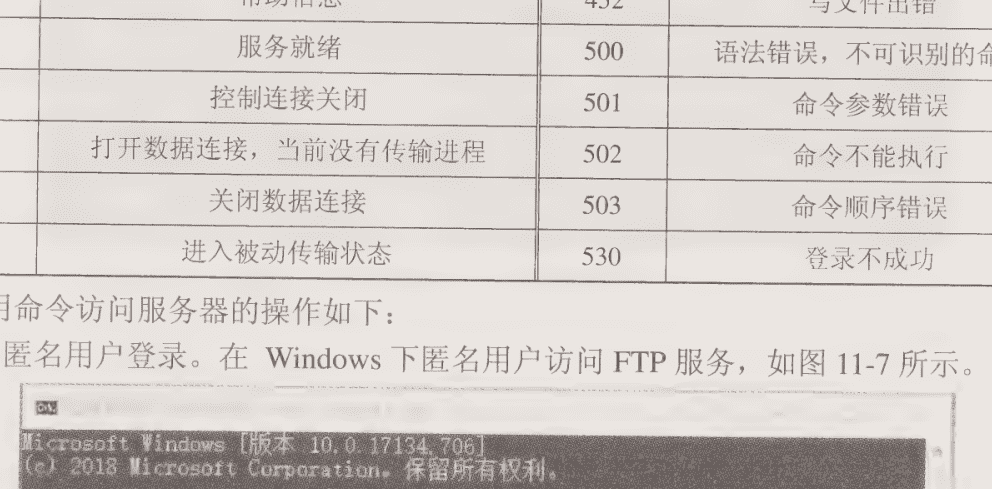 帮助信息 452 写文件出错
服务就绪 500 语法错误，不可识别的命
控制连接关闭 501 命令参数错误
打开数据连接，当前没有传输进程 502 命令不能执行
关闭数据连接 503 命令顺序错误
进入被动传输状态 530 登录不成功
用命令访问服务器的操作如下：
匿名用户登录。在 Windows 下匿名用户访问 FTP 服务，如图 11-7 所示。
Microsoft Windows [版本 10.0.17134.706]
(c) 2018 Microsoft Corporation。保留所有权利。